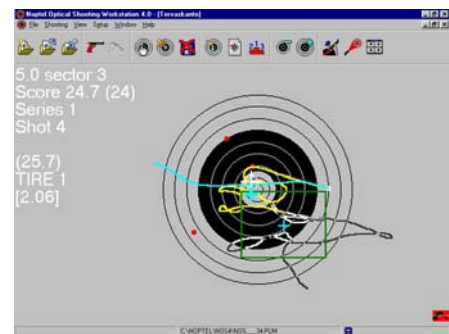 Noptel Optical Shooting Workstation 4.0 - [Terraskanto]
File Shooting View Setup Window Help
5.0 sector 3
Score 24.7 (24)
Series 1
Shot 4
(25.7)
TIRE 1
[2.06]